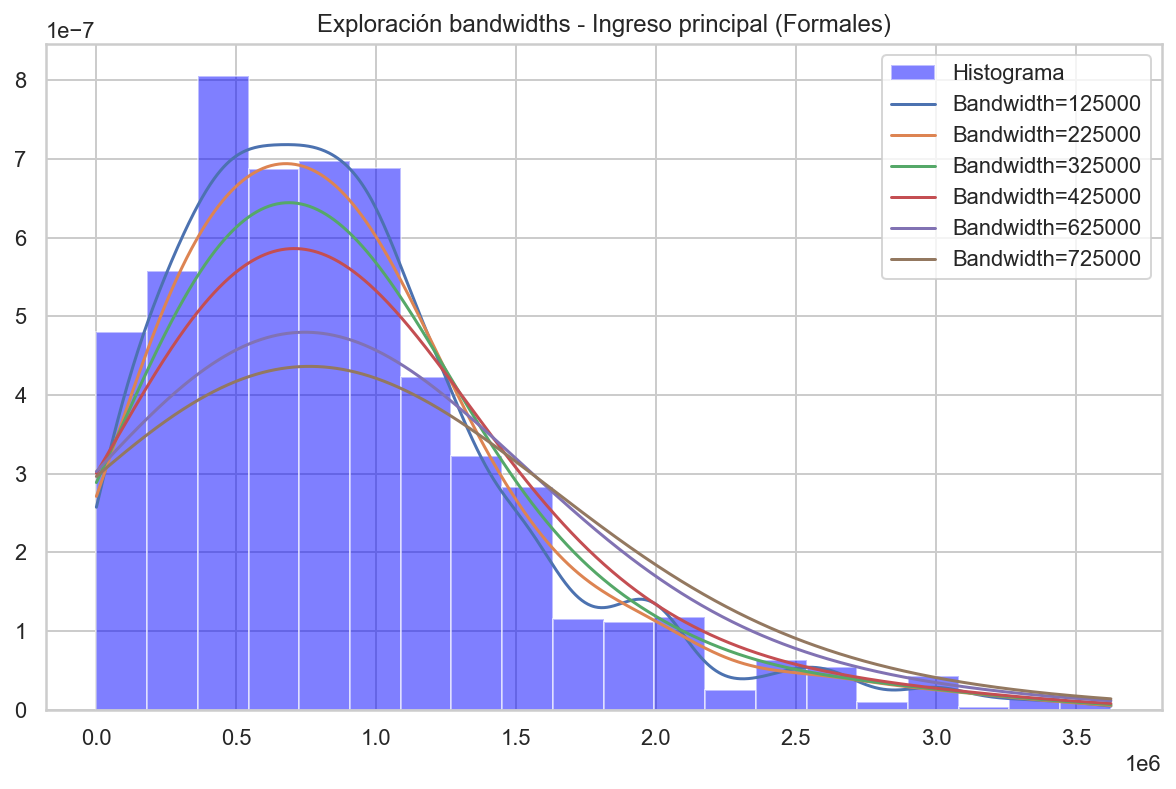 Exploración bandwidths - Ingreso principal (Formales)
1e−7
8
7
6
5
4
3
2
1
0
Histograma
Bandwidth=125000
Bandwidth=225000
Bandwidth=325000
Bandwidth=425000
Bandwidth=625000
Bandwidth=725000
0.0 0.5 1.0 1.5 2.0 2.5 3.0 3.5
1e6